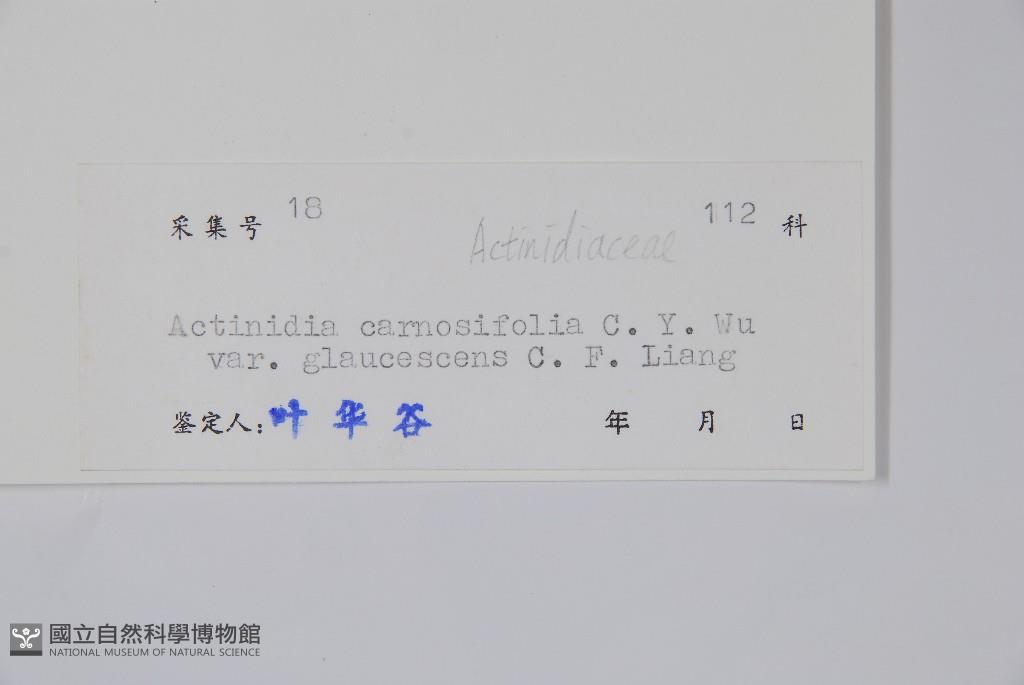 采集号 18 Actinidiaceae 112 科
Actinidia carnosifolia C. Y. Wu
var. glaucescens C. F. Liang
鉴定人：叶华谷 年 月 日
國立自然科學博物館
NATIONAL MUSEUM OF NATURAL SCIENCE